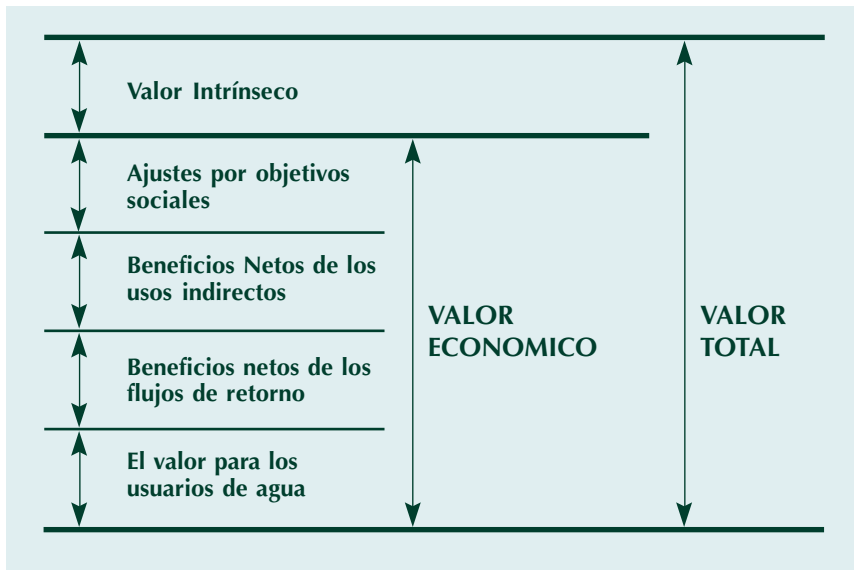 Valor Intrínseco
Ajustes por objetivos
sociales
Beneficios Netos de los
usos indirectos
Beneficios netos de los
flujos de retorno
El valor para los
usuarios de agua
VALOR
ECONOMICO
VALOR
TOTAL